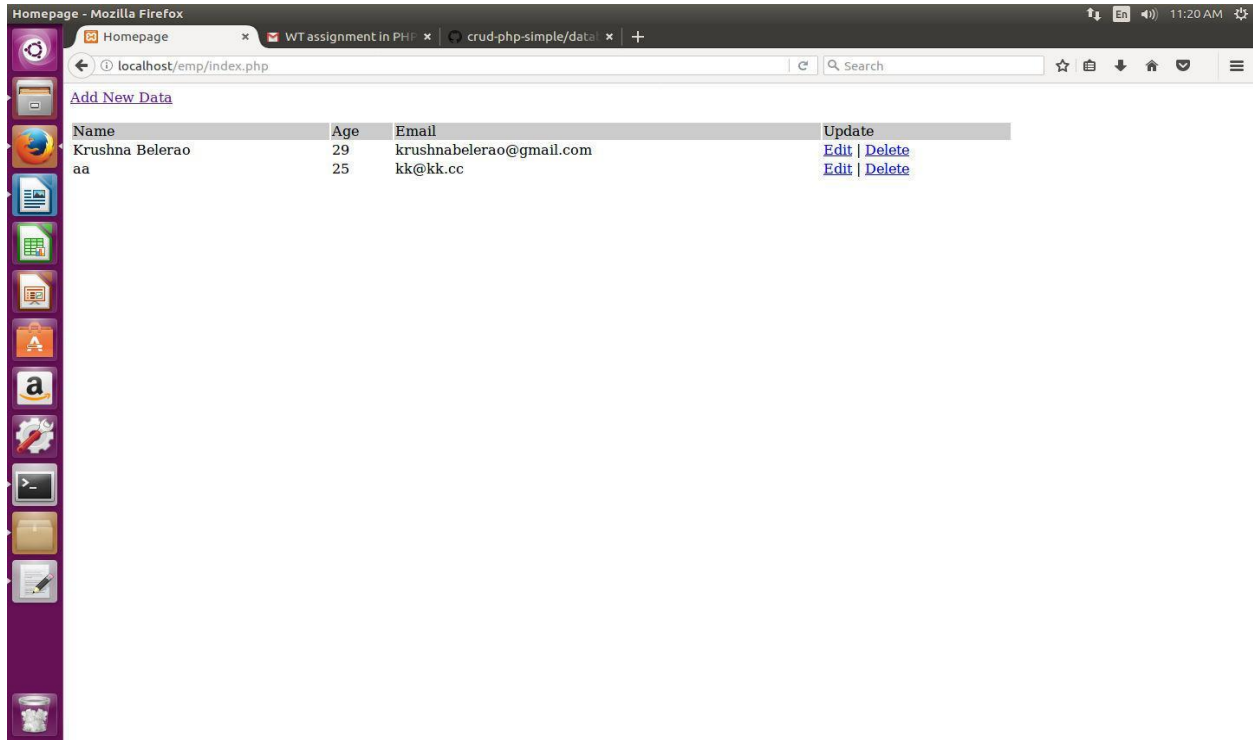 Homepage - Mozilla Firefox
En 11:20 AM
Homepage × WT assignment in PHP × crud-php-simple/datab × +
localhost/emp/index.php
Search
Add New Data
Name Age Email Update
Krushna Belerao 29 krushnabelerao@gmail.com Edit | Delete
aa 25 kk@kk.cc Edit | Delete